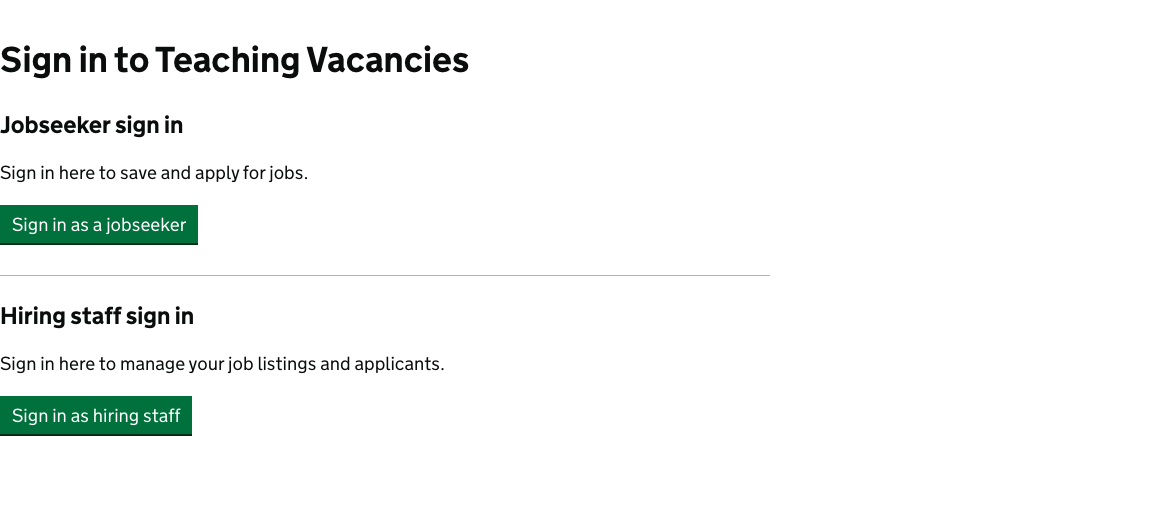 Sign in to Teaching Vacancies
Jobseeker sign in
Sign in here to save and apply for jobs.
Sign in as a jobseeker
Hiring staff sign in
Sign in here to manage your job listings and applicants.
Sign in as hiring staff